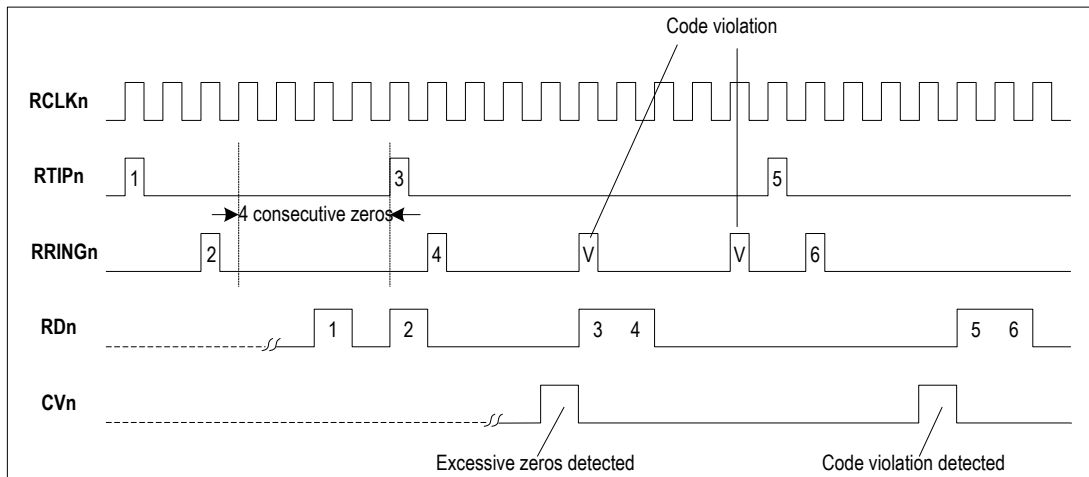 Code violation
RCLKn
RTIPn
1
3
5
4 consecutive zeros
RRINGn
2
4
V
V
6
RDn
1
2
3 4
5 6
CVn
Excessive zeros detected
Code violation detected